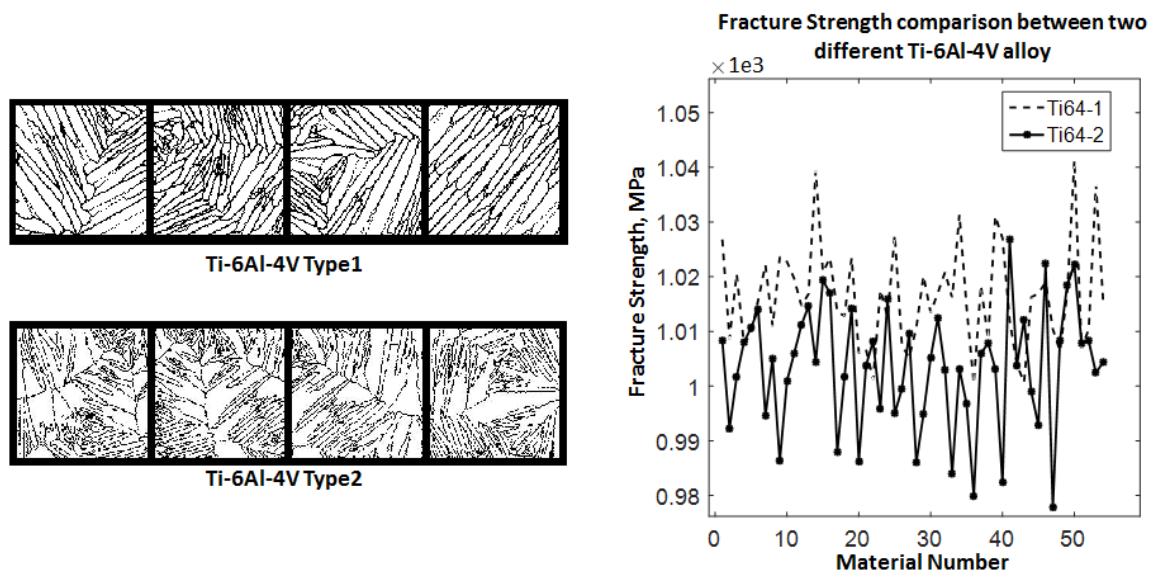 Ti-6Al-4V Type1
Ti-6Al-4V Type2
Fracture Strength comparison between two
different Ti-6Al-4V alloy
× 1e3
Ti64-1
Ti64-2
1.05
1.04
1.03
1.02
1.01
1
0.99
0.98
Fracture Strength, MPa
0 10 20 30 40 50
Material Number